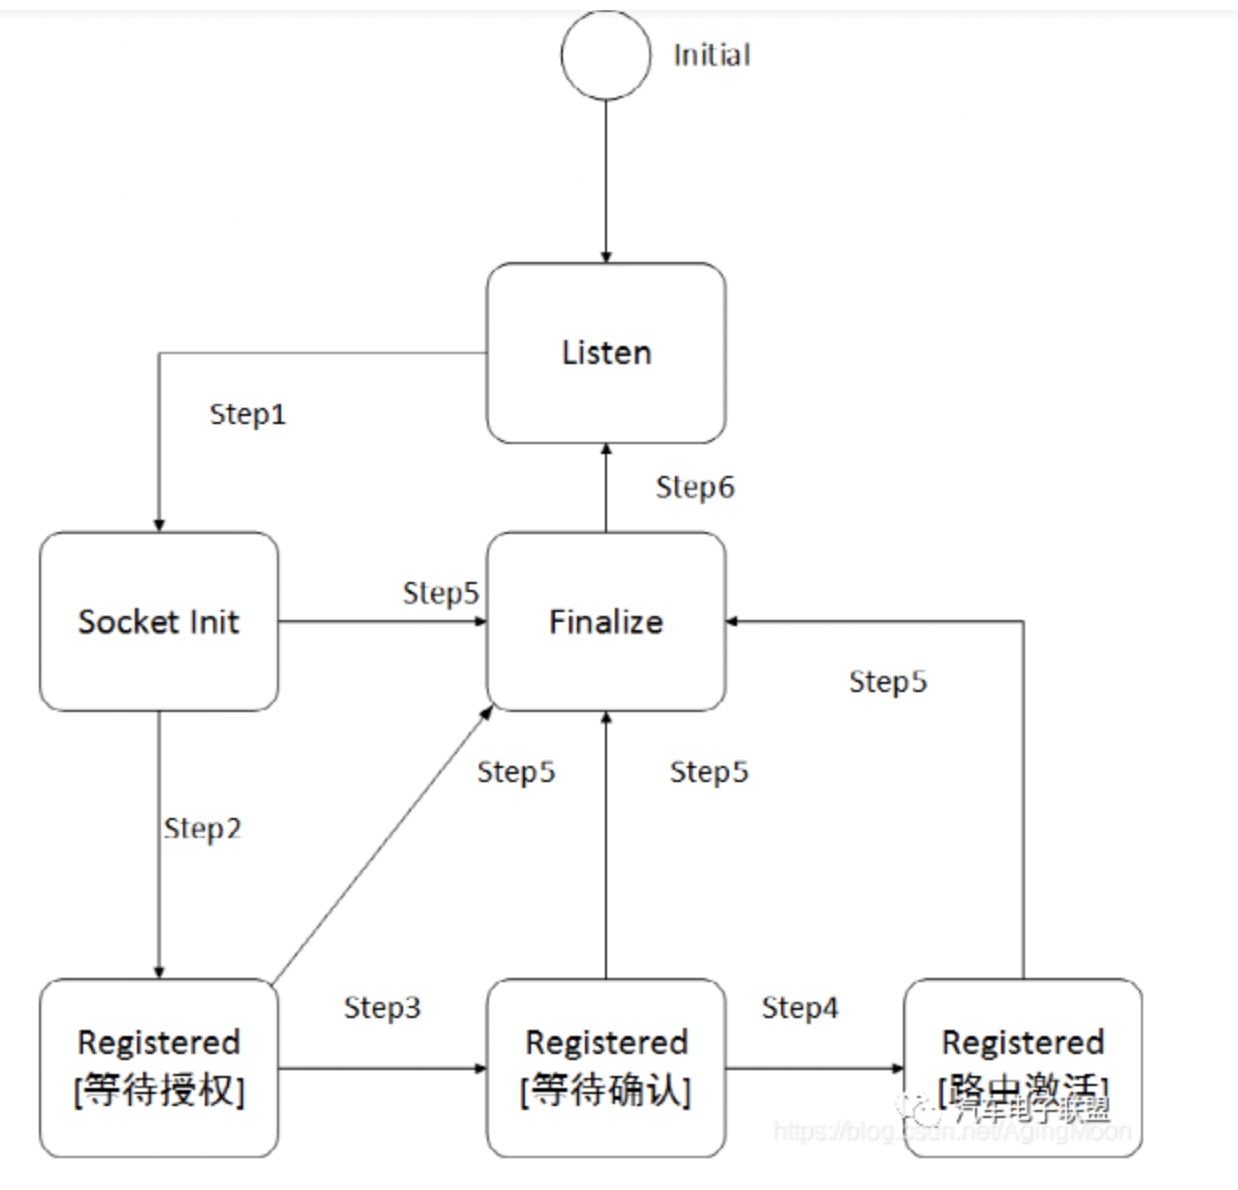 Initial
Listen
Step1
Step6
Socket Init
Step5
Finalize
Step5
Step5
Step5
Step2
Step3
Step4
Registered
[等待授权]
Registered
[等待确认]
Registered
[路由激活]
汽车电子联盟
https://blog.csdn.net/AgingMoon